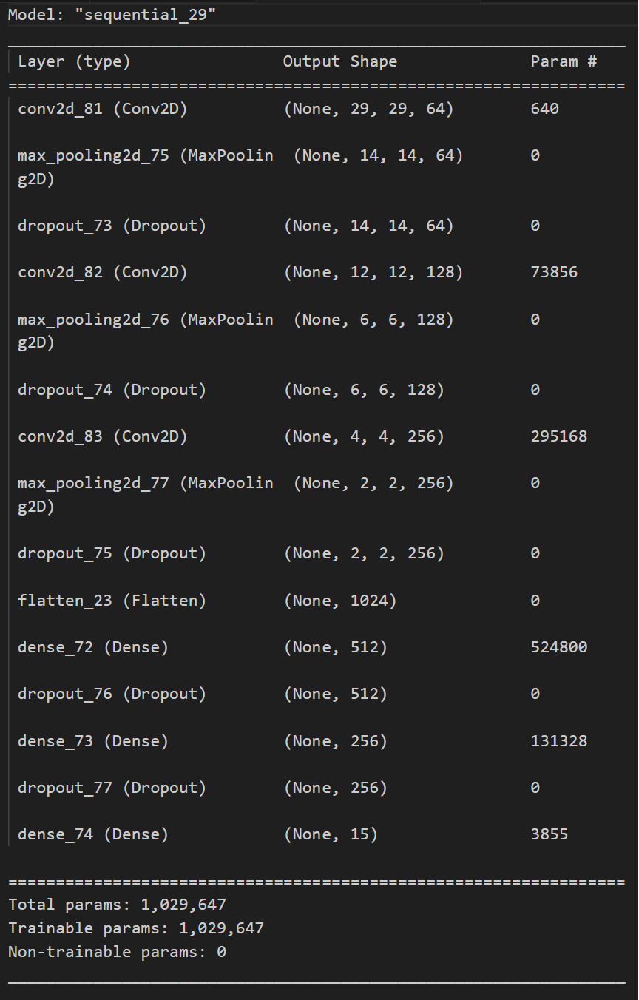 Model: "sequential_29"
_________________________________________________________________
Layer (type)                Output Shape              Param #
=================================================================
conv2d_81 (Conv2D)          (None, 29, 29, 64)        640
max_pooling2d_75 (MaxPoolin  (None, 14, 14, 64)       0
g2D)
dropout_73 (Dropout)        (None, 14, 14, 64)        0
conv2d_82 (Conv2D)          (None, 12, 12, 128)       73856
max_pooling2d_76 (MaxPoolin  (None, 6, 6, 128)        0
g2D)
dropout_74 (Dropout)        (None, 6, 6, 128)         0
conv2d_83 (Conv2D)          (None, 4, 4, 256)         295168
max_pooling2d_77 (MaxPoolin  (None, 2, 2, 256)        0
g2D)
dropout_75 (Dropout)        (None, 2, 2, 256)         0
flatten_23 (Flatten)        (None, 1024)              0
dense_72 (Dense)            (None, 512)               524800
dropout_76 (Dropout)        (None, 512)               0
dense_73 (Dense)            (None, 256)               131328
dropout_77 (Dropout)        (None, 256)               0
dense_74 (Dense)            (None, 15)                3855
=================================================================
Total params: 1,029,647
Trainable params: 1,029,647
Non-trainable params: 0
_________________________________________________________________